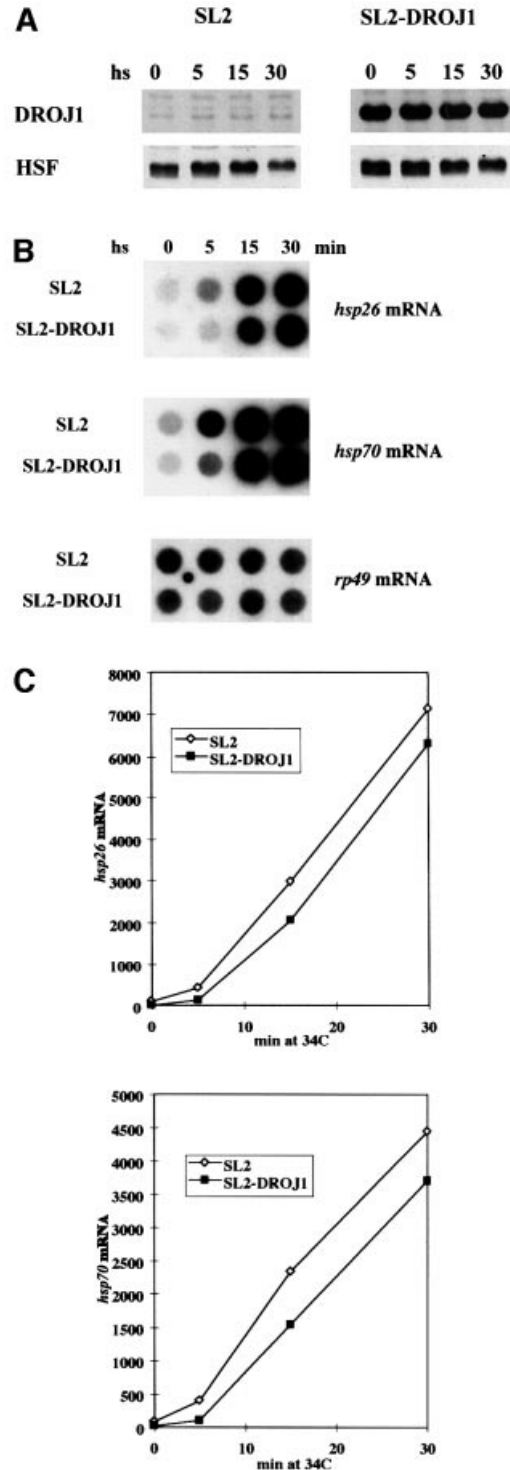 A
SL2 SL2-DROJ1
hs 0 5 15 30 0 5 15 30
DROJ1
HSF
B
hs 0 5 15 30 min
SL2
hsp26 mRNA
SL2-DROJ1
SL2
hsp70 mRNA
SL2-DROJ1
SL2
rp49 mRNA
SL2-DROJ1
C
8000
7000
6000
5000
4000
3000
2000
1000
0
hsp26 mRNA
SL2
SL2-DROJ1
0 10 20 30
min at 34C
5000
4500
4000
3500
3000
2500
2000
1500
1000
500
0
hsp70 mRNA
SL2
SL2-DROJ1
0 10 20 30
min at 34C